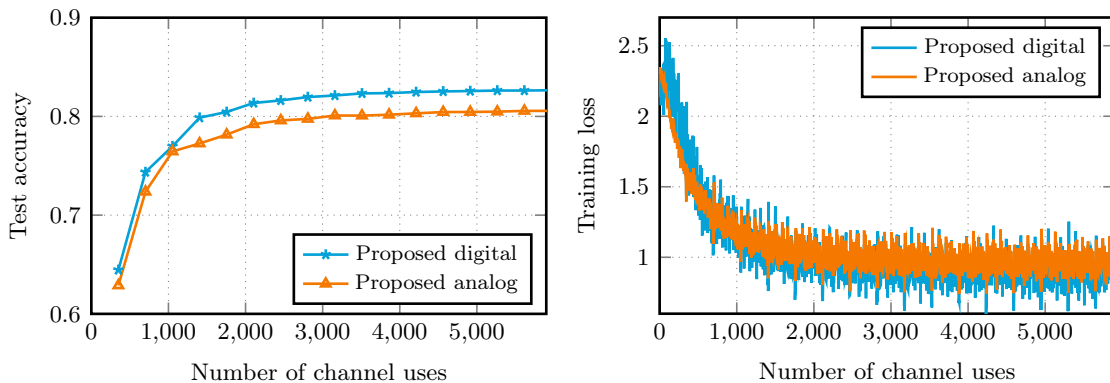 0.9
0.8
0.7
0.6
Test accuracy
Proposed digital
Proposed analog
0
1,000
2,000
3,000
4,000
5,000
Number of channel uses
2.5
2
1.5
1
Training loss
Proposed digital
Proposed analog
0
1,000
2,000
3,000
4,000
5,000
Number of channel uses